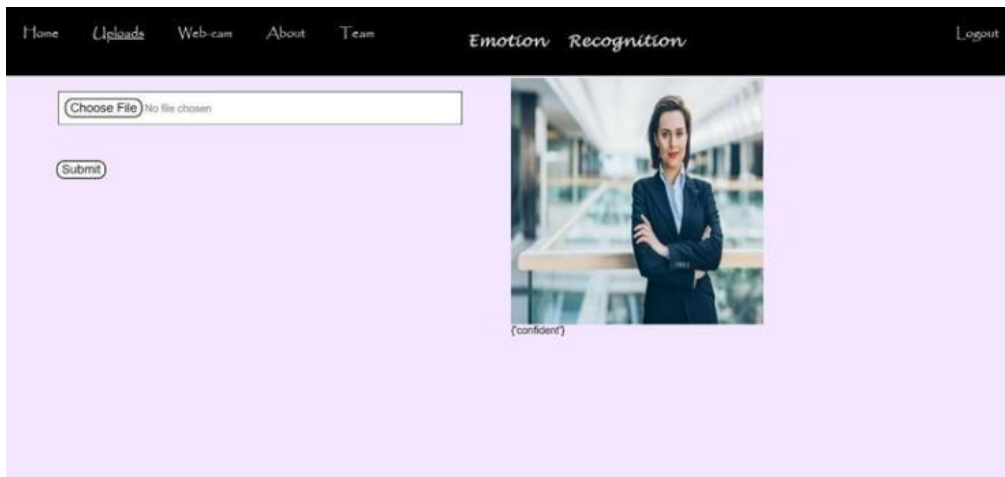 Home Uploads Web-cam About Team Emotion Recognition Logout
Choose File No file chosen
Submit
{'confident'}